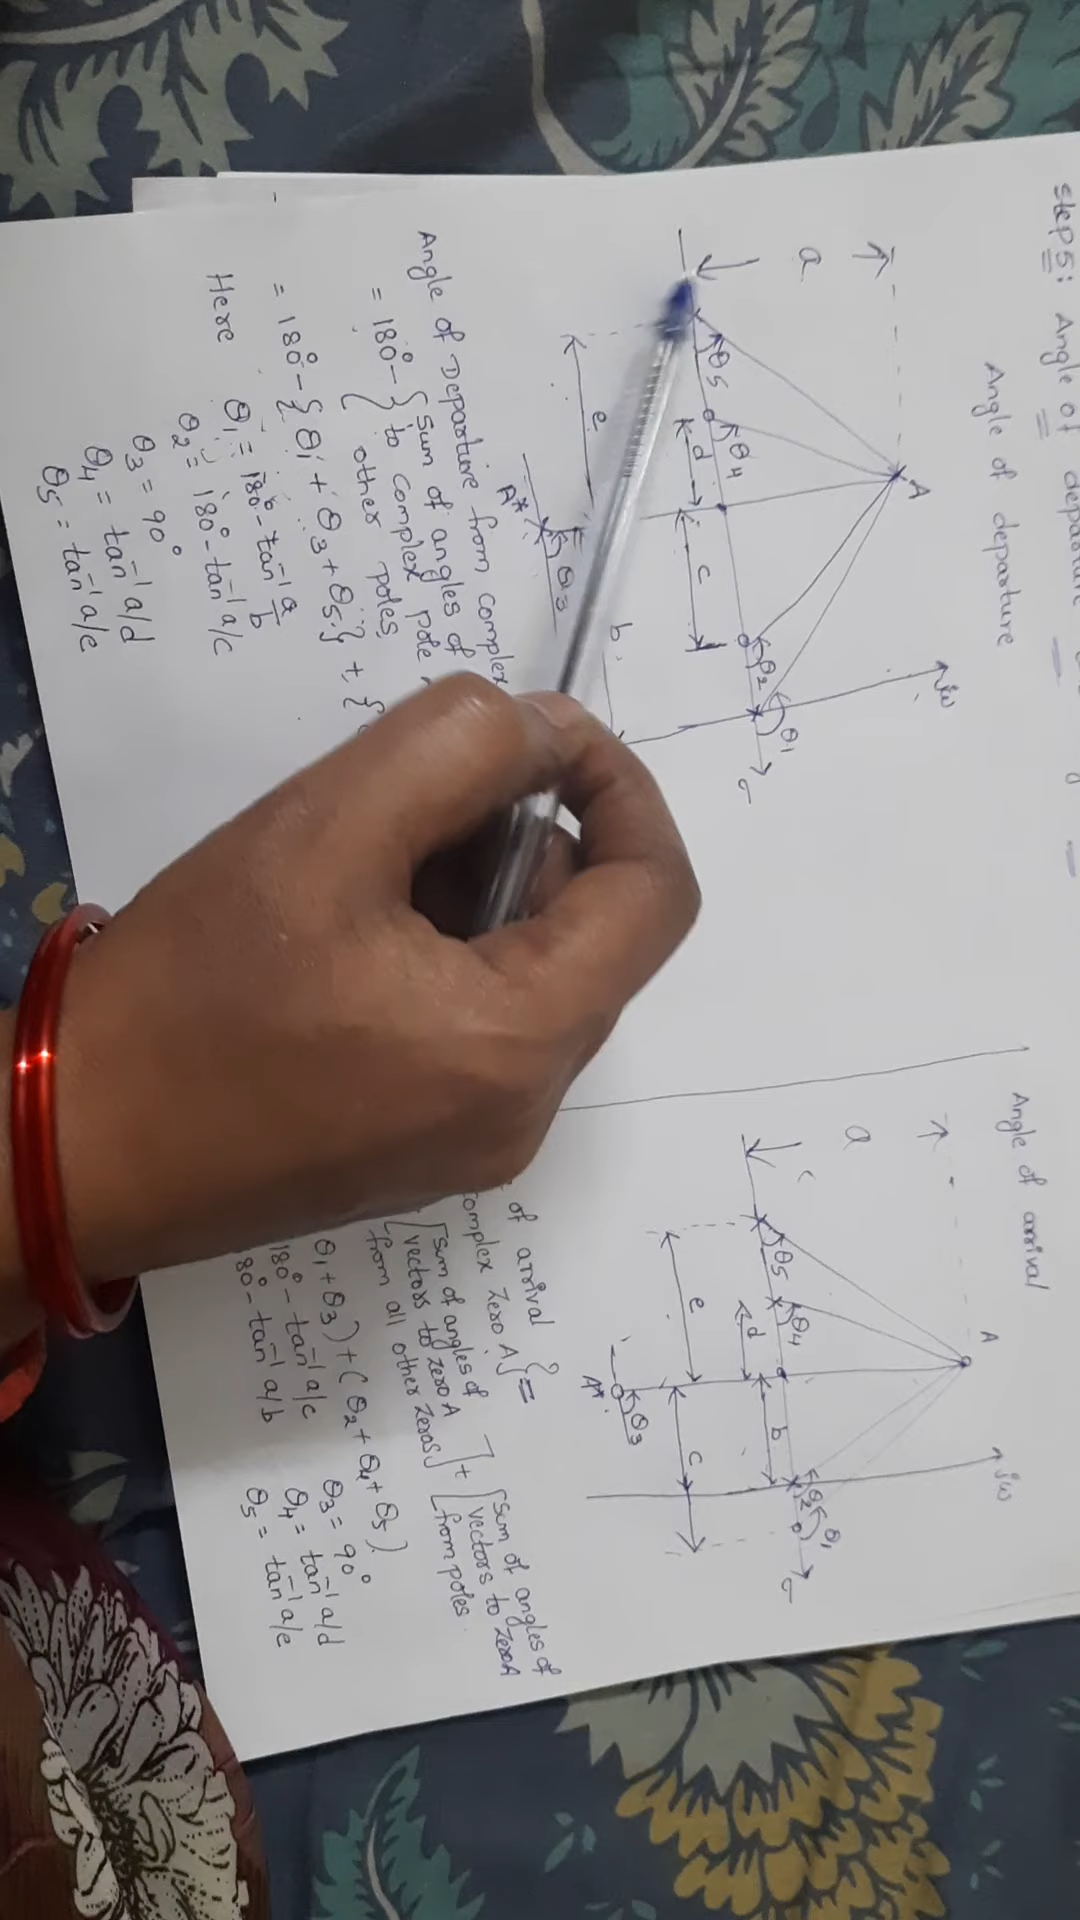 step 5: Angle of departure
Angle of departure
a
A
jω
θ5
θ4
θ2
θ1
σ
d
c
e
b
A*
θ3
Angle of Departure from complex
= 180° - { Sum of angles of
to complex pole
other poles
= 180° - { θ1 + θ3 + θ5 } + {
Here θ1 = 180° - tan⁻¹ a/b
θ2 = 180° - tan⁻¹ a/c
θ3 = 90°
θ4 = tan⁻¹ a/d
θ5 = tan⁻¹ a/e
Angle of arrival
a
A
jω
θ5
θ4
θ2
θ1
σ
d
b
e
c
A*
θ3
of arrival } =
complex zero A
[ sum of angles of vectors to zero A from all other zeros ] + [ sum of angles of vectors to zero A from poles.
θ1 + θ3 ) + ( θ2 + θ4 + θ5 ).
180° - tan⁻¹ a/c θ3 = 90°
80° - tan⁻¹ a/b θ4 = tan⁻¹ a/d
θ5 = tan⁻¹ a/e